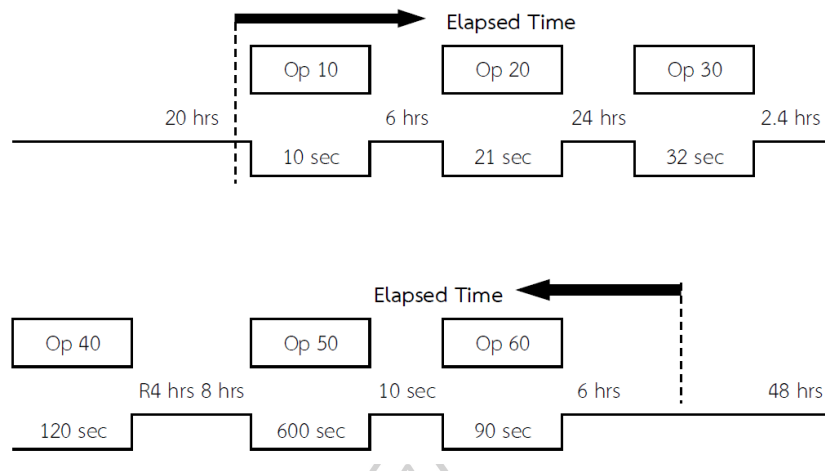 Elapsed Time
Op 10 Op 20 Op 30
20 hrs 6 hrs 24 hrs 2.4 hrs
10 sec 21 sec 32 sec
Elapsed Time
Op 40 Op 50 Op 60
R4 hrs 8 hrs 10 sec 6 hrs 48 hrs
120 sec 600 sec 90 sec